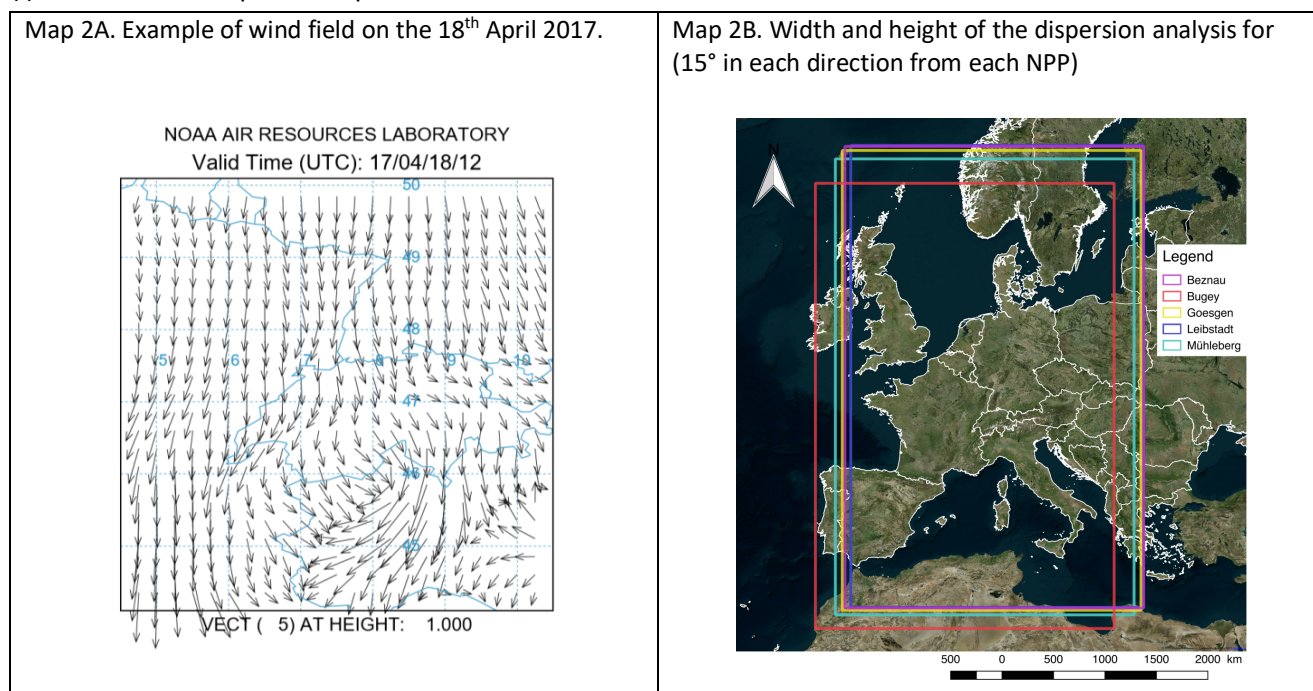 Map 2A. Example of wind field on the 18th April 2017.
NOAA AIR RESOURCES LABORATORY
Valid Time (UTC): 17/04/18/12
50
49
48
5 6 7 8 9 10
47
46
45
VECT ( 5) AT HEIGHT: 1.000
Map 2B. Width and height of the dispersion analysis for
(15° in each direction from each NPP)
N
Legend
Beznau
Bugey
Goesgen
Leibstadt
Mühleberg
500 0 500 1000 1500 2000 km